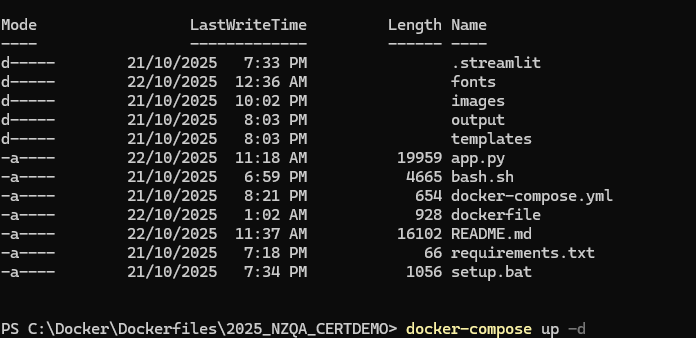 Mode LastWriteTime Length Name
---- ------------- ------ ----
d----- 21/10/2025 7:33 PM .streamlit
d----- 22/10/2025 12:36 AM fonts
d----- 21/10/2025 10:02 PM images
d----- 21/10/2025 8:03 PM output
d----- 21/10/2025 8:03 PM templates
-a---- 22/10/2025 11:18 AM 19959 app.py
-a---- 21/10/2025 6:59 PM 4665 bash.sh
-a---- 21/10/2025 8:21 PM 654 docker-compose.yml
-a---- 22/10/2025 1:02 AM 928 dockerfile
-a---- 22/10/2025 11:37 AM 16102 README.md
-a---- 21/10/2025 7:18 PM 66 requirements.txt
-a---- 21/10/2025 7:34 PM 1056 setup.bat
PS C:\Docker\Dockerfiles\2025_NZQA_CERTDEMO> docker-compose up -d